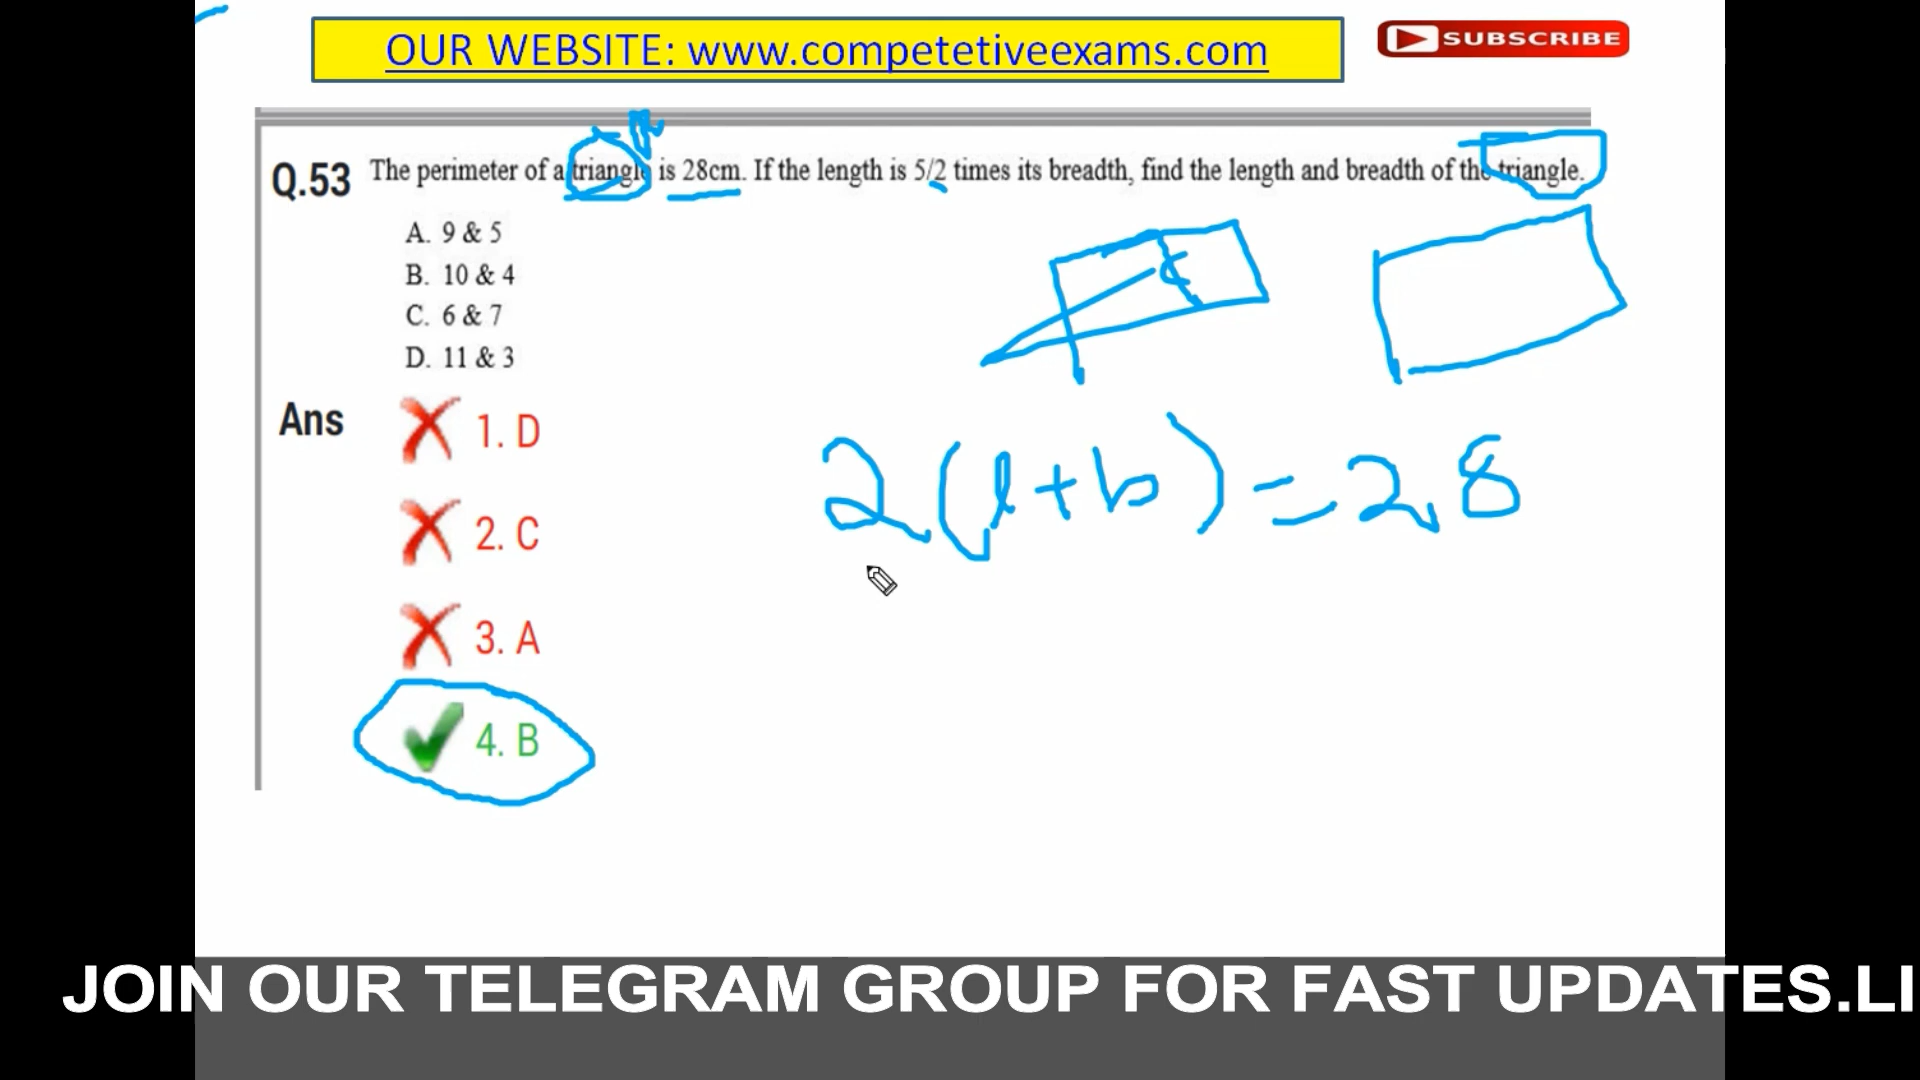 OUR WEBSITE: www.competetiveexams.com
SUBSCRIBE
R
Q.53 The perimeter of a triangle is 28cm. If the length is 5/2 times its breadth, find the length and breadth of the triangle.
A. 9 & 5
B. 10 & 4
C. 6 & 7
D. 11 & 3
Ans
1. D
2. C
3. A
4. B
2(l+b)=28
JOIN OUR TELEGRAM GROUP FOR FAST UPDATES.LI